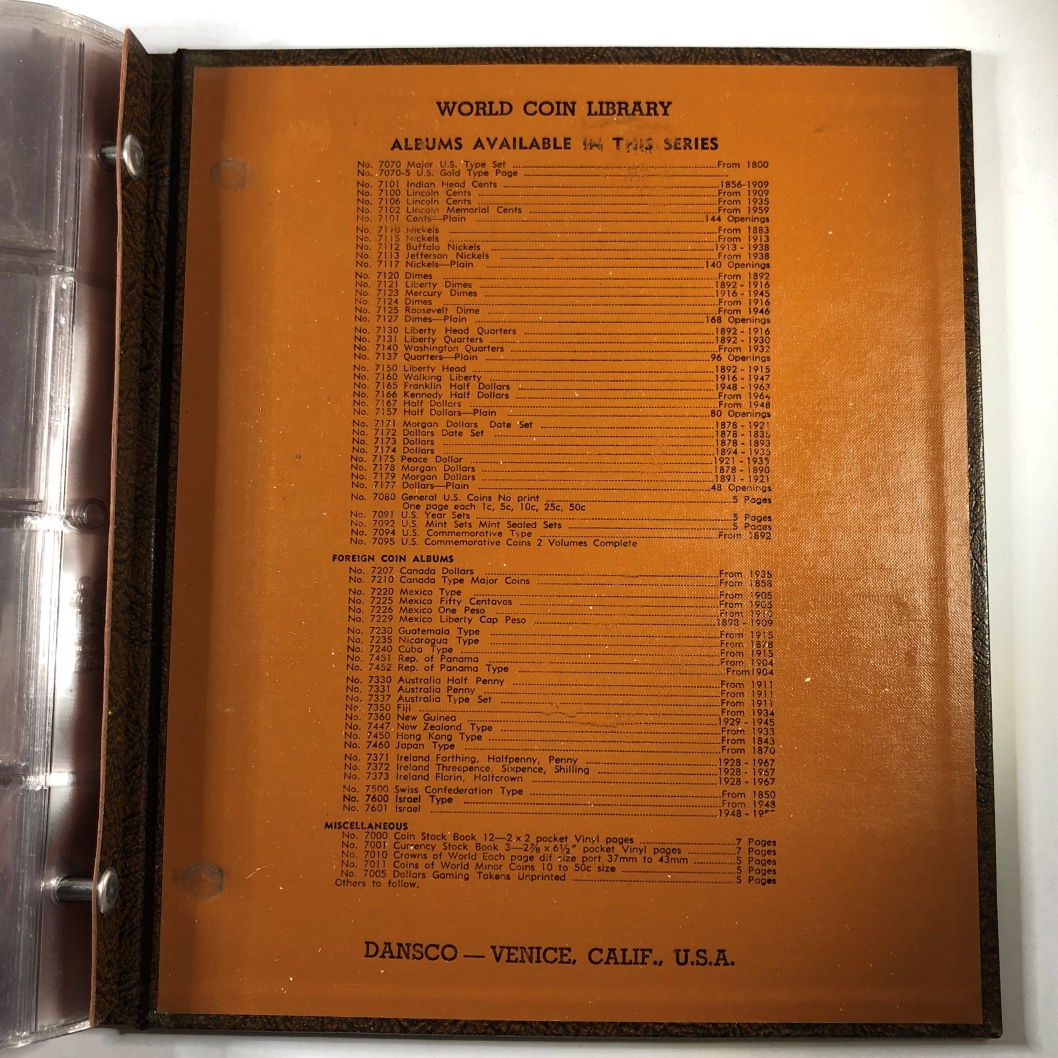 WORLD COIN LIBRARY
ALBUMS AVAILABLE IN THIS SERIES
No. 7070 Major U.S. Type Set From 1800
No. 7070-5 U.S. Gold Type Page
No. 7101 Indian Head Cents 1856-1909
No. 7100 Lincoln Cents From 1909
No. 7106 Lincoln Cents From 1935
No. 7102 Lincoln Memorial Cents From 1959
No. 7101 Cents—Plain 144 Openings
No. 7110 Nickels From 1883
No. 7115 Nickels From 1913
No. 7112 Buffalo Nickels 1913 - 1938
No. 7113 Jefferson Nickels From 1938
No. 7117 Nickels—Plain 140 Openings
No. 7120 Dimes From 1892
No. 7121 Liberty Dimes 1892 - 1916
No. 7123 Mercury Dimes 1916 - 1945
No. 7124 Dimes From 1916
No. 7125 Roosevelt Dime From 1946
No. 7127 Dimes—Plain 168 Openings
No. 7130 Liberty Head Quarters 1892 - 1916
No. 7131 Liberty Quarters 1892 - 1930
No. 7140 Washington Quarters From 1932
No. 7137 Quarters—Plain 96 Openings
No. 7150 Liberty Head 1892 - 1915
No. 7160 Walking Liberty 1916 - 1947
No. 7165 Franklin Half Dollars 1948 - 1963
No. 7166 Kennedy Half Dollars From 1964
No. 7167 Half Dollars From 1948
No. 7157 Half Dollars—Plain 80 Openings
No. 7171 Morgan Dollars Date Set 1878 - 1921
No. 7172 Dollars Date Set 1878 - 1835
No. 7173 Dollars 1878 - 1893
No. 7174 Dollars 1894 - 1935
No. 7175 Peace Dollar 1921 - 1935
No. 7178 Morgan Dollars 1878 - 1890
No. 7179 Morgan Dollars 1891 - 1921
No. 7177 Dollars—Plain 48 Openings
No. 7080 General U.S. Coins No print 5 Pages
One page each 1c, 5c, 10c, 25c, 50c
No. 7091 U.S. Year Sets 5 Pages
No. 7092 U.S. Mint Sets Mint Sealed Sets 5 Pages
No. 7094 U.S. Commemorative Type From 1892
No. 7095 U.S. Commemorative Coins 2 Volumes Complete
FOREIGN COIN ALBUMS
No. 7207 Canada Dollars From 1935
No. 7210 Canada Type Major Coins From 1858
No. 7220 Mexico Type From 1905
No. 7225 Mexico Fifty Centavos From 1905
No. 7226 Mexico One Peso From 1910
No. 7229 Mexico Liberty Cap Peso 1898 - 1909
No. 7230 Guatemala Type From 1915
No. 7235 Nicaragua Type From 1878
No. 7240 Cuba Type From 1915
No. 7451 Rep. of Panama From 1904
No. 7452 Rep. of Panama Type From 1904
No. 7330 Australia Half Penny From 1911
No. 7331 Australia Penny From 1911
No. 7337 Australia Type Set From 1911
No. 7350 Fiji From 1934
No. 7360 New Guinea 1929 - 1945
No. 7447 New Zealand Type From 1933
No. 7450 Hong Kong Type From 1843
No. 7460 Japan Type From 1870
No. 7371 Ireland Farthing, Halfpenny, Penny 1928 - 1967
No. 7372 Ireland Threepence, Sixpence, Shilling 1928 - 1967
No. 7373 Ireland Florin, Halfcrown 1928 - 1967
No. 7500 Swiss Confederation Type From 1850
No. 7600 Israel Type From 1948
No. 7601 Israel 1948 -
MISCELLANEOUS
No. 7000 Coin Stock Book 12—2 x 2 pocket Vinyl pages 7 Pages
No. 7001 Currency Stock Book 3—2⅞ x 6½" pocket Vinyl pages 7 Pages
No. 7010 Crowns of World Each page dif size port 37mm to 43mm 5 Pages
No. 7011 Coins of World Minor Coins 10 to 50c size 5 Pages
No. 7005 Dollars Gaming Tokens Unprinted 5 Pages
Others to follow.
DANSCO — VENICE, CALIF., U.S.A.